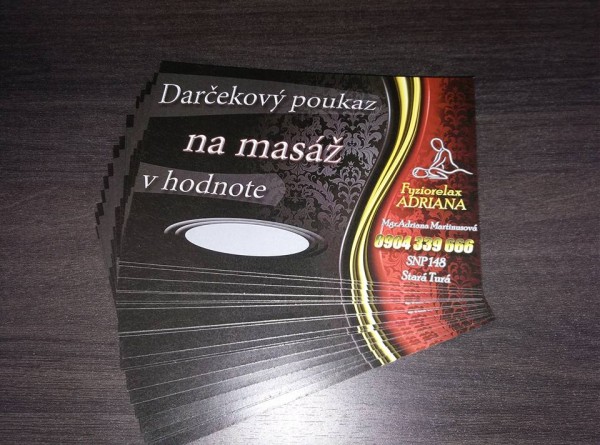 Darčekový poukaz
na masáž
v hodnote
Fyziorelax
ADRIANA
Mgr. Adriana Martinusová
0904 339 666
SNP 148
Stará Turá